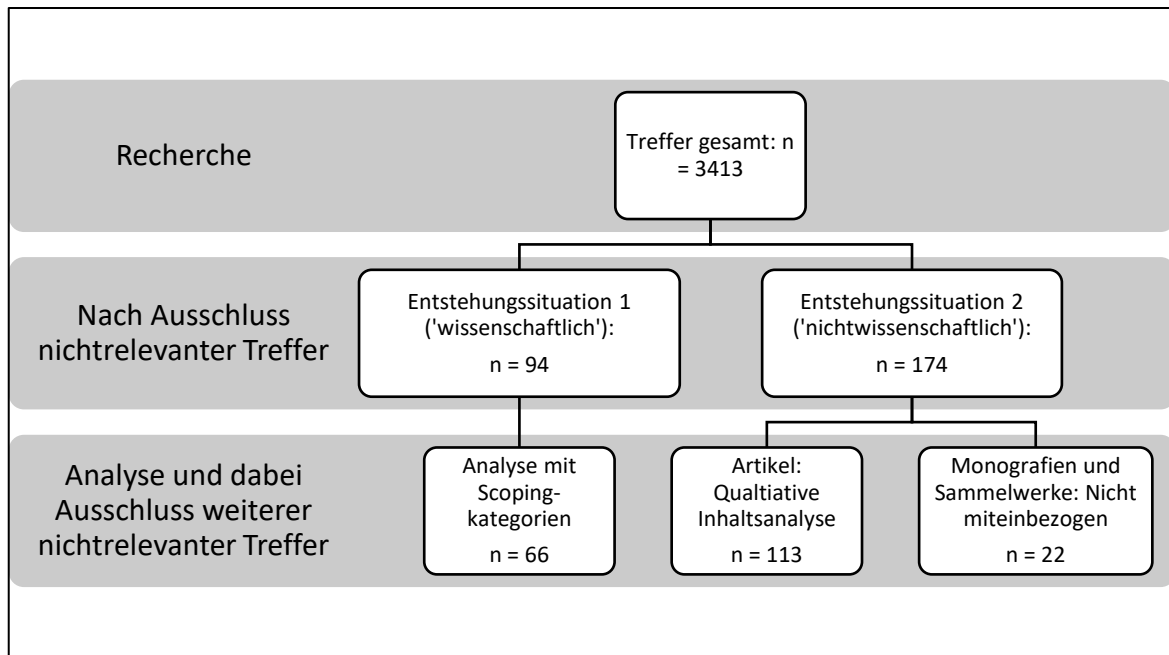 Recherche
Treffer gesamt: n
= 3413
Nach Ausschluss
nichtrelevanter Treffer
Entstehungssituation 1
('wissenschaftlich'):
n = 94
Entstehungssituation 2
('nichtwissenschaftlich'):
n = 174
Analyse und dabei
Ausschluss weiterer
nichtrelevanter Treffer
Analyse mit
Scoping-
kategorien
n = 66
Artikel:
Qualtiative
Inhaltsanalyse
n = 113
Monografien und
Sammelwerke: Nicht
miteinbezogen
n = 22